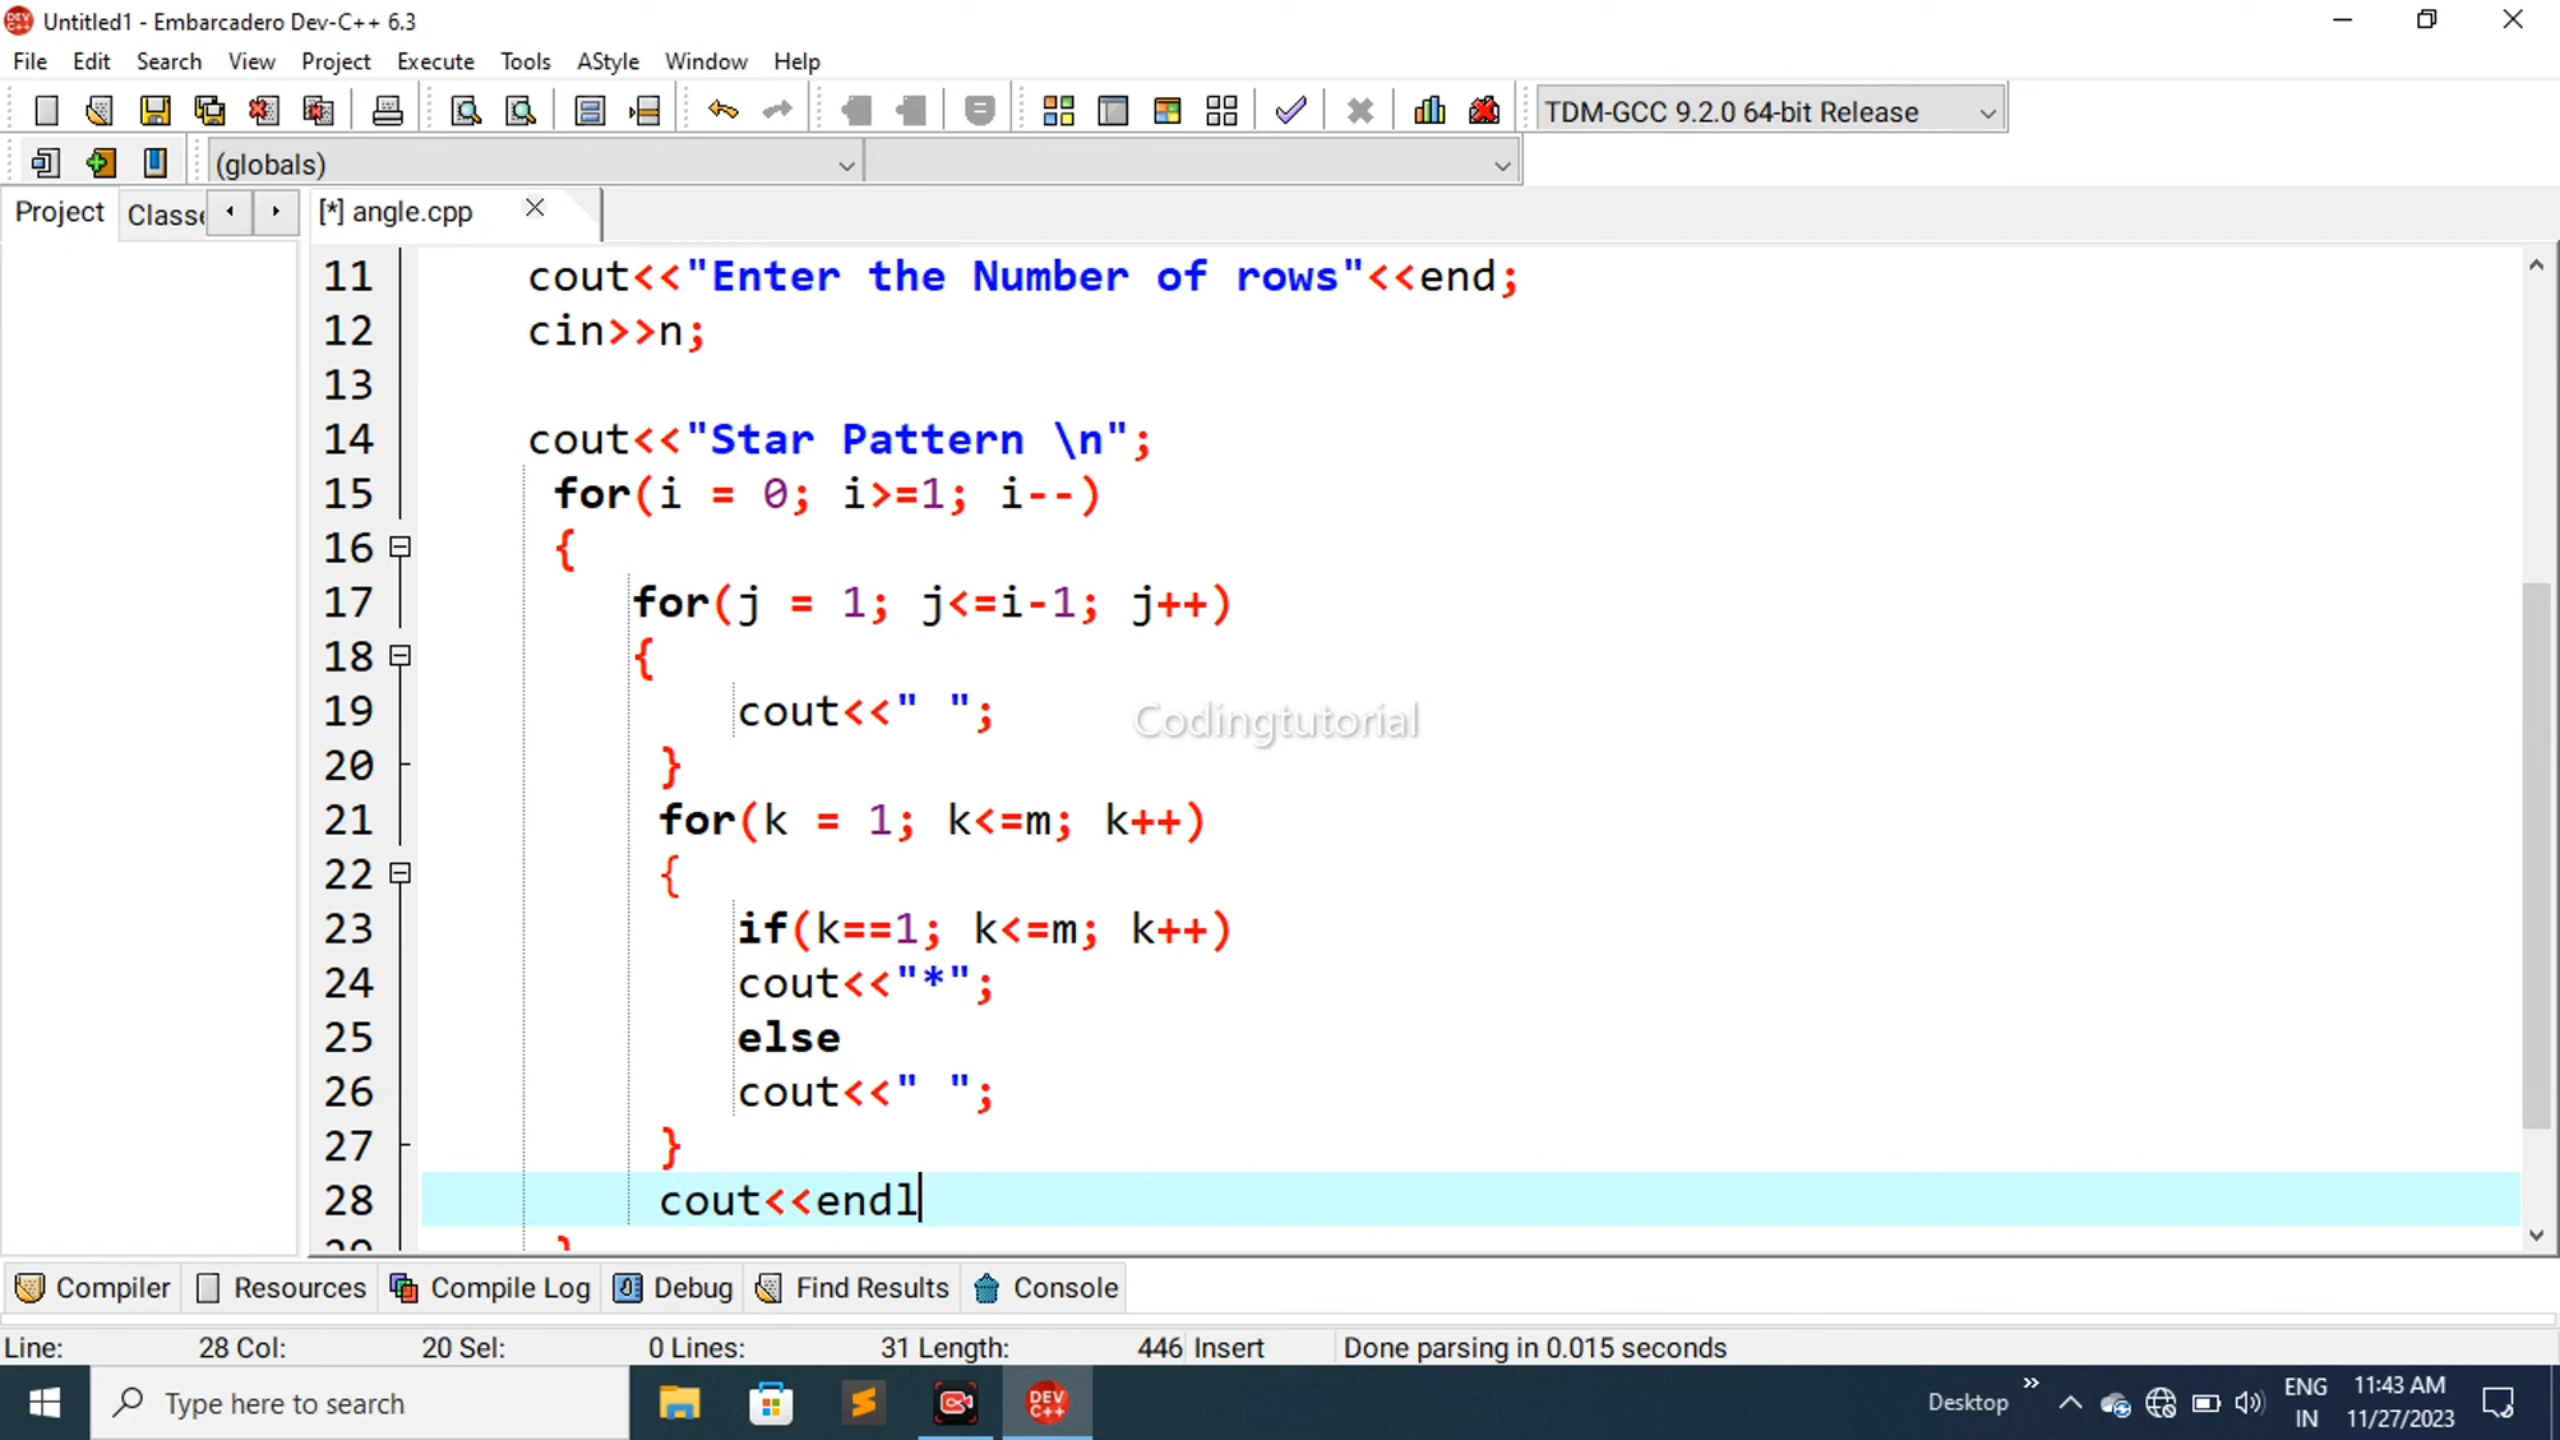 Untitled1 - Embarcadero Dev-C++ 6.3
File Edit Search View Project Execute Tools AStyle Window Help
TDM-GCC 9.2.0 64-bit Release
(globals)
Project Classe [*] angle.cpp
11 cout<<"Enter the Number of rows"<<end;
12 cin>>n;
13
14 cout<<"Star Pattern \n";
15 for(i = 0; i>=1; i--)
16 {
17 for(j = 1; j<=i-1; j++)
18 {
19 cout<<" ";
Codingtutorial
20 }
21 for(k = 1; k<=m; k++)
22 {
23 if(k==1; k<=m; k++)
24 cout<<"*";
25 else
26 cout<<" ";
27 }
28 cout<<endl
29 }
Compiler Resources Compile Log Debug Find Results Console
Line: 28 Col: 20 Sel: 0 Lines: 31 Length: 446 Insert Done parsing in 0.015 seconds
Type here to search
DEV C++
Desktop
ENG 11:43 AM
IN 11/27/2023